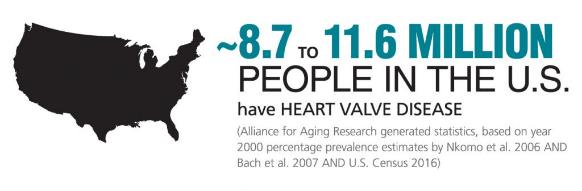 ~8.7 TO 11.6 MILLION
PEOPLE IN THE U.S.
have HEART VALVE DISEASE
(Alliance for Aging Research generated statistics, based on year
2000 percentage prevalence estimates by Nkomo et al. 2006 AND
Bach et al. 2007 AND U.S. Census 2016)